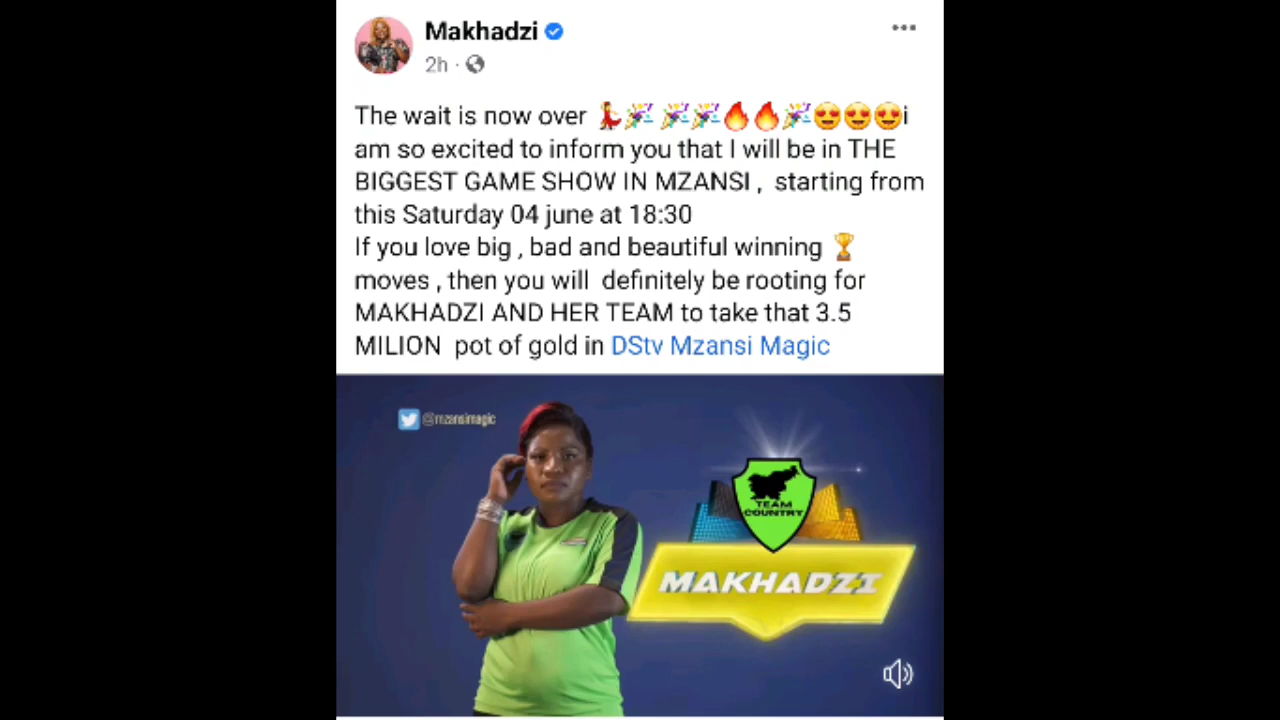 Makhadzi
2h ·
The wait is now over 💃🎉 🎉🎉🔥🔥🎉😍😍😍i
am so excited to inform you that I will be in THE
BIGGEST GAME SHOW IN MZANSI , starting from
this Saturday 04 june at 18:30
If you love big , bad and beautiful winning 🏆
moves , then you will definitely be rooting for
MAKHADZI AND HER TEAM to take that 3.5
MILION pot of gold in DStv Mzansi Magic
@mzansimagic
TEAM
COUNTRY
MAKHADZI